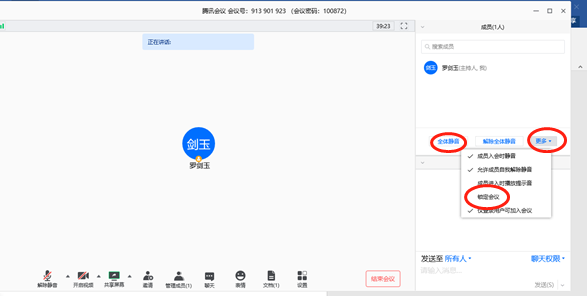 腾讯会议 会议号：913 901 923 （会议密码：100872）
39:23
正在讲话:
剑玉
罗剑玉
成员(1人)
搜索成员
剑玉 罗剑玉(主持人, 我)
全体静音 解除全体静音 更多
成员入会时静音
允许成员自我解除静音
成员进入时播放提示音
锁定会议
用户可加入会议
发送至 所有人 聊天权限
请输入消息...
发送(S)
解除静音 开启视频 共享屏幕 邀请 管理成员(1) 聊天 表情 文档(1) 设置 结束会议